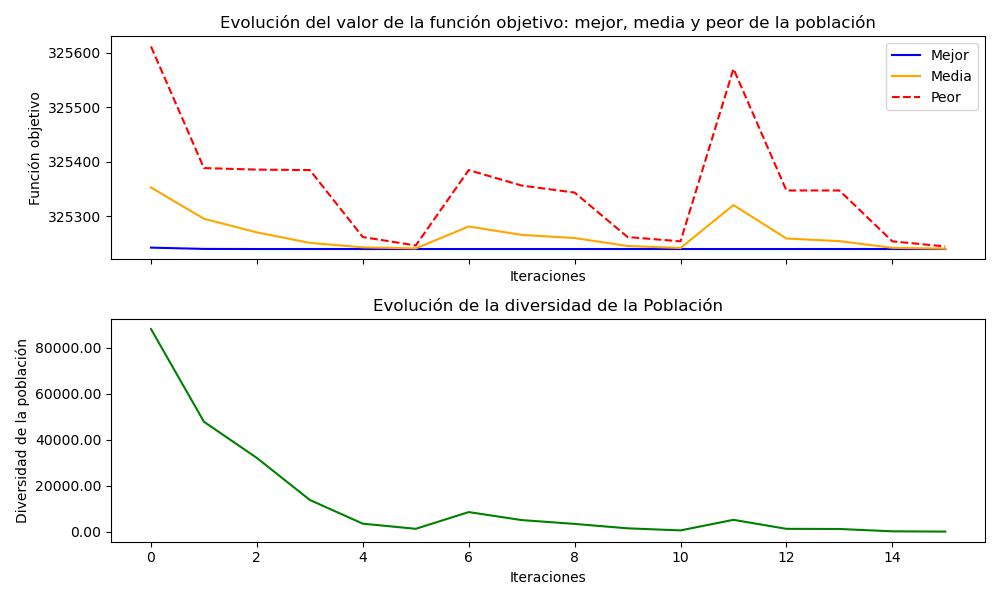 Evolución del valor de la función objetivo: mejor, media y peor de la población
325600
325500
325400
325300
Función objetivo
Mejor
Media
Peor
Iteraciones
Evolución de la diversidad de la Población
80000.00
60000.00
40000.00
20000.00
0.00
Diversidad de la población
0 2 4 6 8 10 12 14
Iteraciones